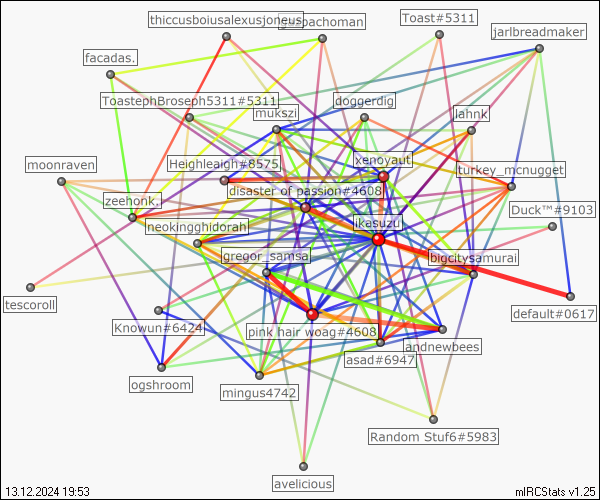 thiccusboiusalexusjoneus
Toast#5311
jarlbreadmaker
facadas.
ToastephBroseph5311#5311
doggerdig
mukszi
lahnk
moonraven
Heighleaigh#8575
xenoyaut
turkey_mcnugget
disaster of passion#4608
zeehonk.
Duck™#9103
neokingghidorah
ikasuzu
gregor_samsa
bigcitysamurai
tescoroll
default#0617
Knowun#6424
pink hair woag#4608
andnewbees
asad#6947
ogshroom
mingus4742
Random Stuf6#5983
avelicious
13.12.2024 19:53
mIRCStats v1.25